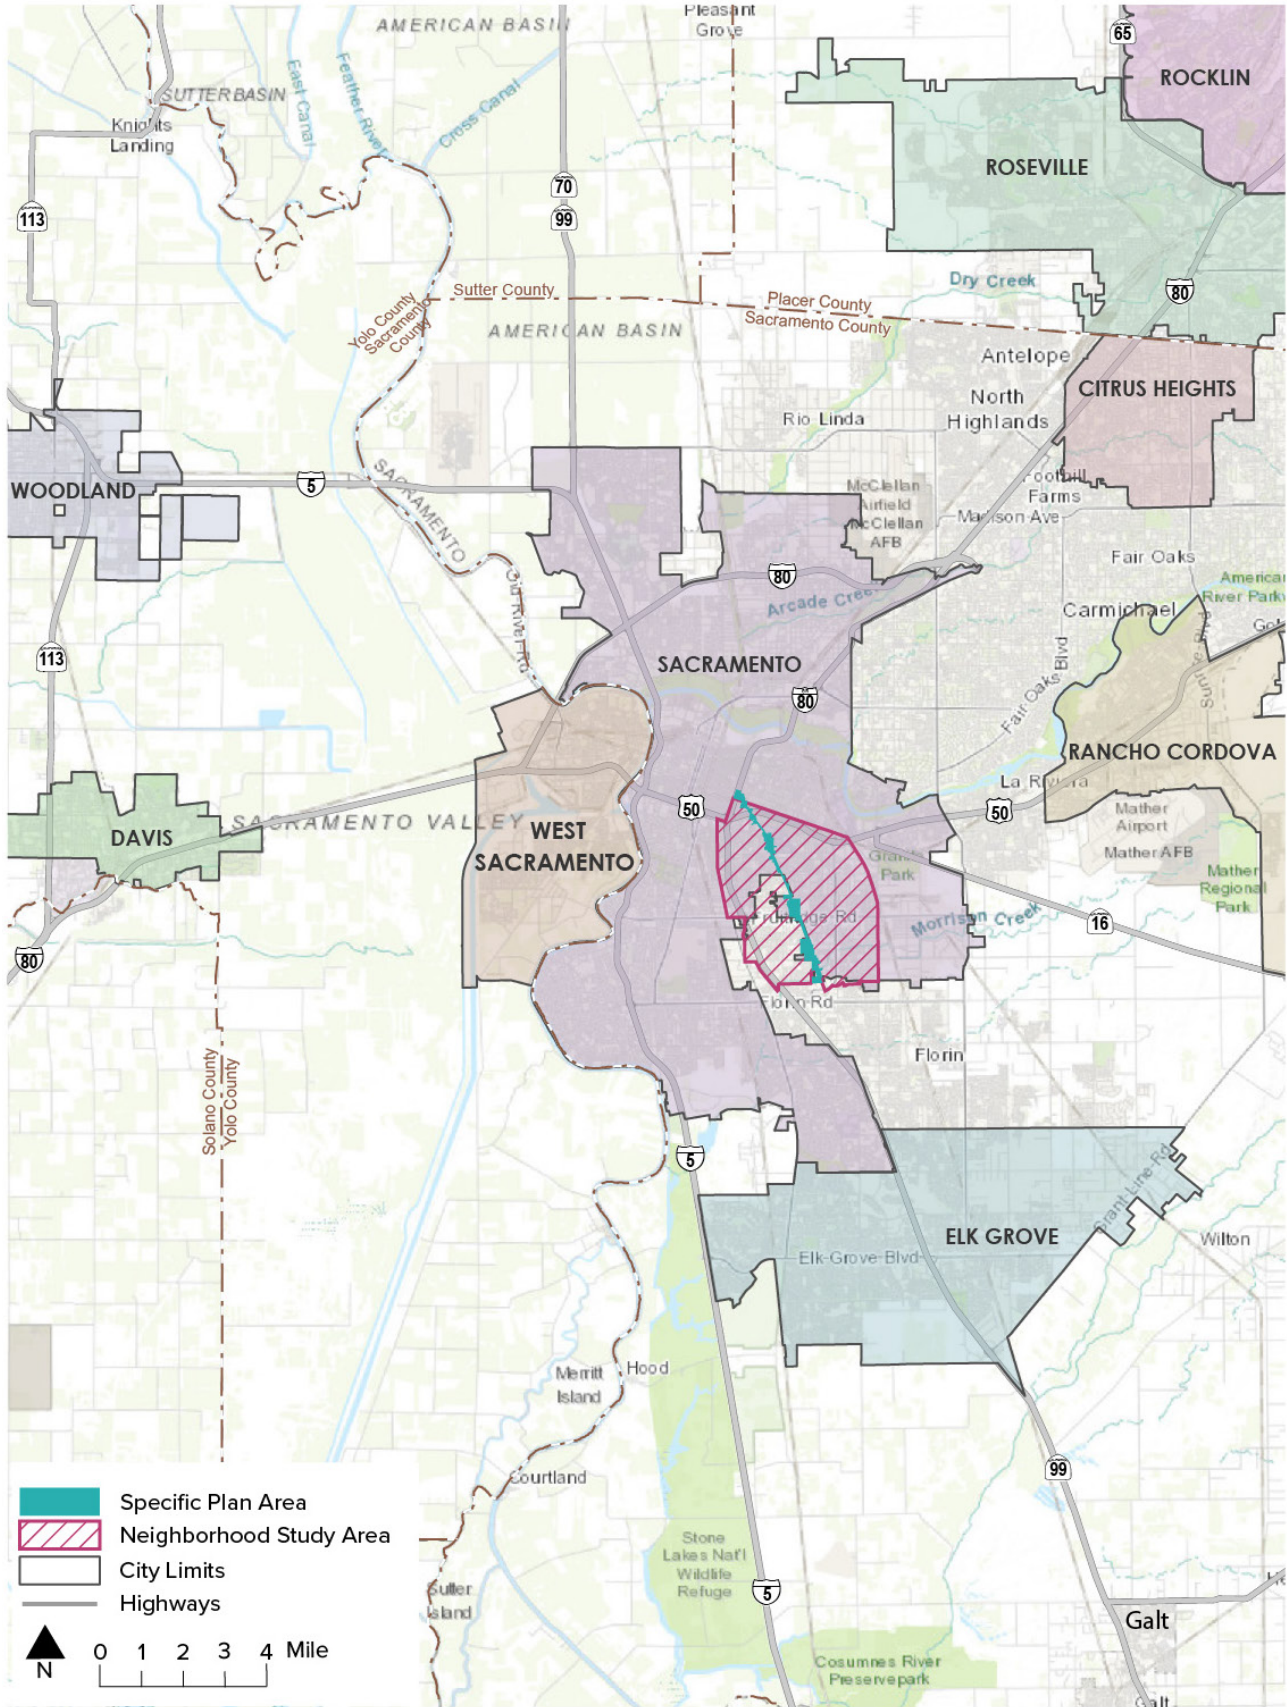 AMERICAN BASIN
Pleasant
Grove
65
ROCKLIN
SUTTER BASIN
East Canal
Feather River
Cross Canal
Knights
Landing
ROSEVILLE
70
99
113
Dry Creek
80
Sutter County
Placer County
Sacramento County
Yolo County
Sacramento
County
AMERICAN BASIN
Antelope
CITRUS HEIGHTS
North
Highlands
Rio Linda
WOODLAND
5
SACRAMENTO
McClellan
Airfield
McClellan
AFB
Foothill
Farms
Madison Ave
Fair Oaks
80
Arcade Creek
Old River Rd
American
River Parkw
Carmichael
113
SACRAMENTO
80
Fair Oaks Blvd
RANCHO CORDOVA
La Riviera
50
50
Mather
Airport
Mather AFB
DAVIS
SACRAMENTO VALLEY
WEST
SACRAMENTO
Granite
Park
Mather
Regional
Park
Fruitridge Rd
Morrison Creek
16
80
Florin Rd
Florin
Solano County
Yolo County
5
Grant Line Rd
ELK GROVE
Wilton
Elk Grove Blvd
Merritt
Island
Hood
Courtland
99
Specific Plan Area
Neighborhood Study Area
City Limits
Highways
N
0 1 2 3 4 Mile
Stone
Lakes Nat'l
Wildlife
Refuge
Sutter
Island
5
Galt
Cosumnes River
Preservepark
Galt